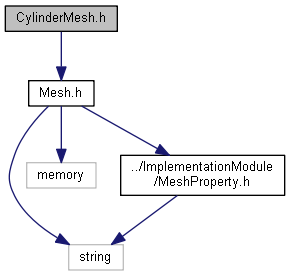 CylinderMesh.h
Mesh.h
memory
../ImplementationModule
/MeshProperty.h
string